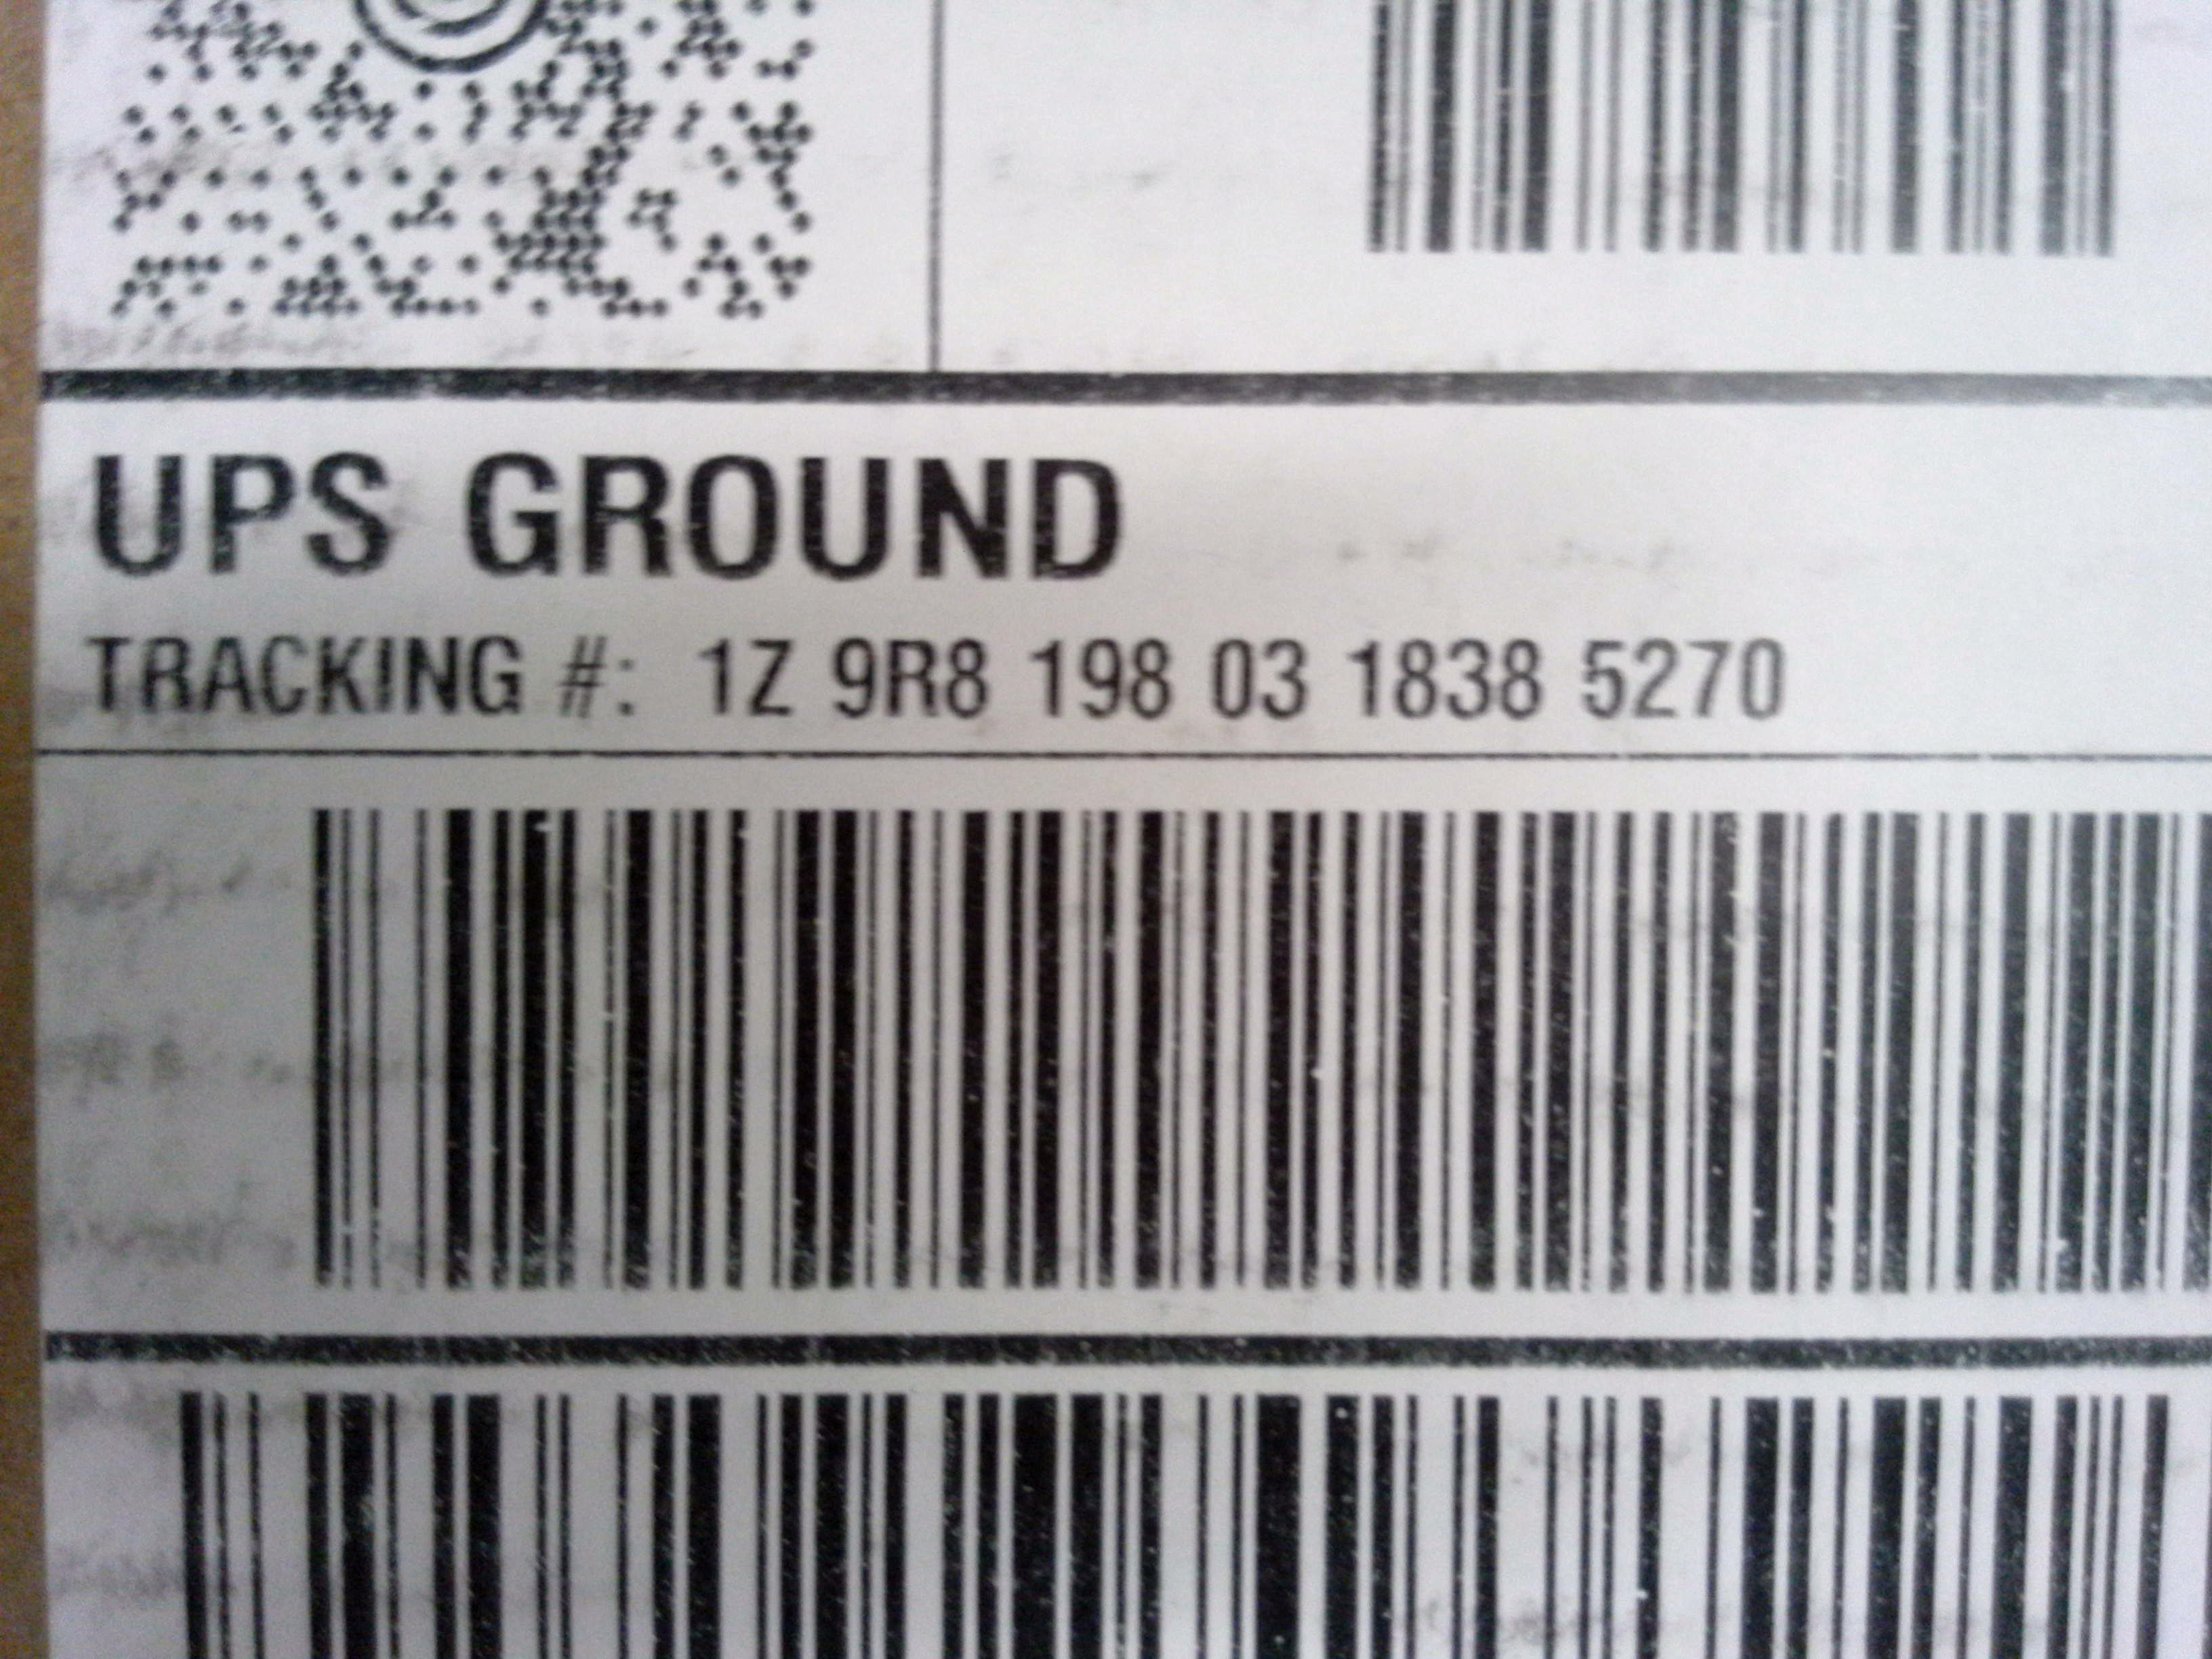 UPS GROUND
TRACKING #: 1Z 9R8 198 03 1838 5270